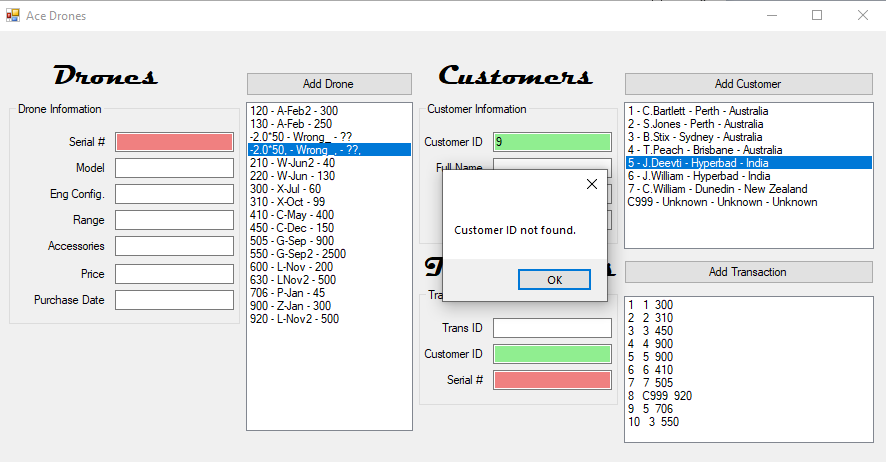 Ace Drones
Drones
Add Drone
Customers
Add Customer
Drone Information
Serial #
Model
Eng Config.
Range
Accessories
Price
Purchase Date
120 - A-Feb2 - 300
130 - A-Feb - 250
-2.0*50 - Wrong_ - ??
-2.0*50, - Wrong_, - ??,
210 - W-Jun2 - 40
220 - W-Jun - 130
300 - X-Jul - 60
310 - X-Oct - 99
410 - C-May - 400
450 - C-Dec - 150
505 - G-Sep - 900
550 - G-Sep2 - 2500
600 - L-Nov - 200
630 - L-Nov2 - 500
706 - P-Jan - 45
900 - Z-Jan - 300
920 - L-Nov2 - 500
Customer Information
Customer ID 9
Full Name
1 - C.Bartlett - Perth - Australia
2 - S.Jones - Perth - Australia
3 - B.Stix - Sydney - Australia
4 - T.Peach - Brisbane - Australia
5 - J.Deevti - Hyperbad - India
6 - J.William - Hyperbad - India
7 - C.William - Dunedin - New Zealand
C999 - Unknown - Unknown - Unknown
Customer ID not found.
OK
Add Transaction
Trans ID
Customer ID
Serial #
1 1 300
2 2 310
3 3 450
4 4 900
5 5 900
6 6 410
7 7 505
8 C999 920
9 5 706
10 3 550